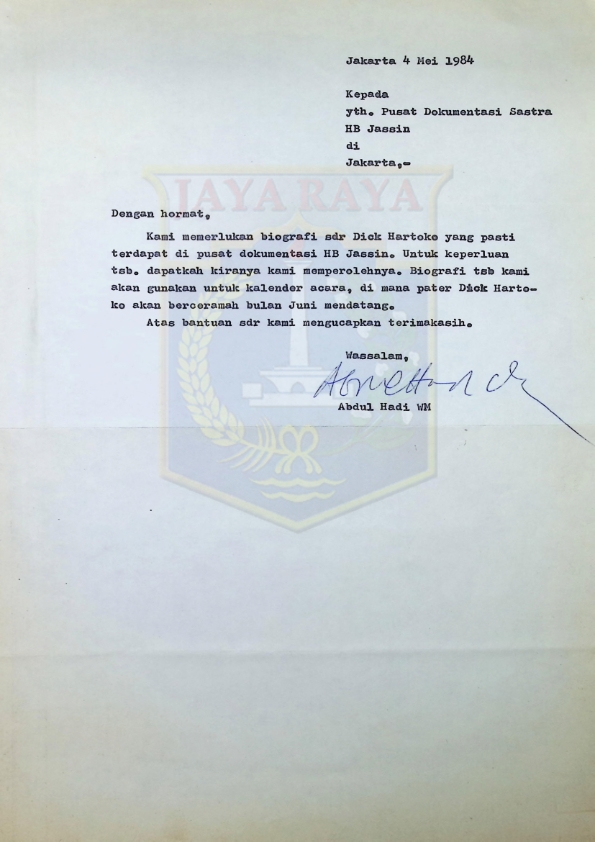 Jakarta 4 Mei 1984
Kepada
yth. Pusat Dokumentasi Sastra
HB Jassin
di
Jakarta,-
JAYA RAYA
Dengan hormat,
Kami memerlukan biografi sdr Dick Hartoko yang pasti
terdapat di pusat dokumentasi HB Jassin. Untuk keperluan
tsb. dapatkah kiranya kami memperolehnya. Biografi tsb kami
akan gunakan untuk kalender acara, di mana pater Dick Harto-
ko akan berceramah bulan Juni mendatang.
Atas bantuan sdr kami mengucapkan terimakasih.
Wassalam,
Abdul Hadi WM